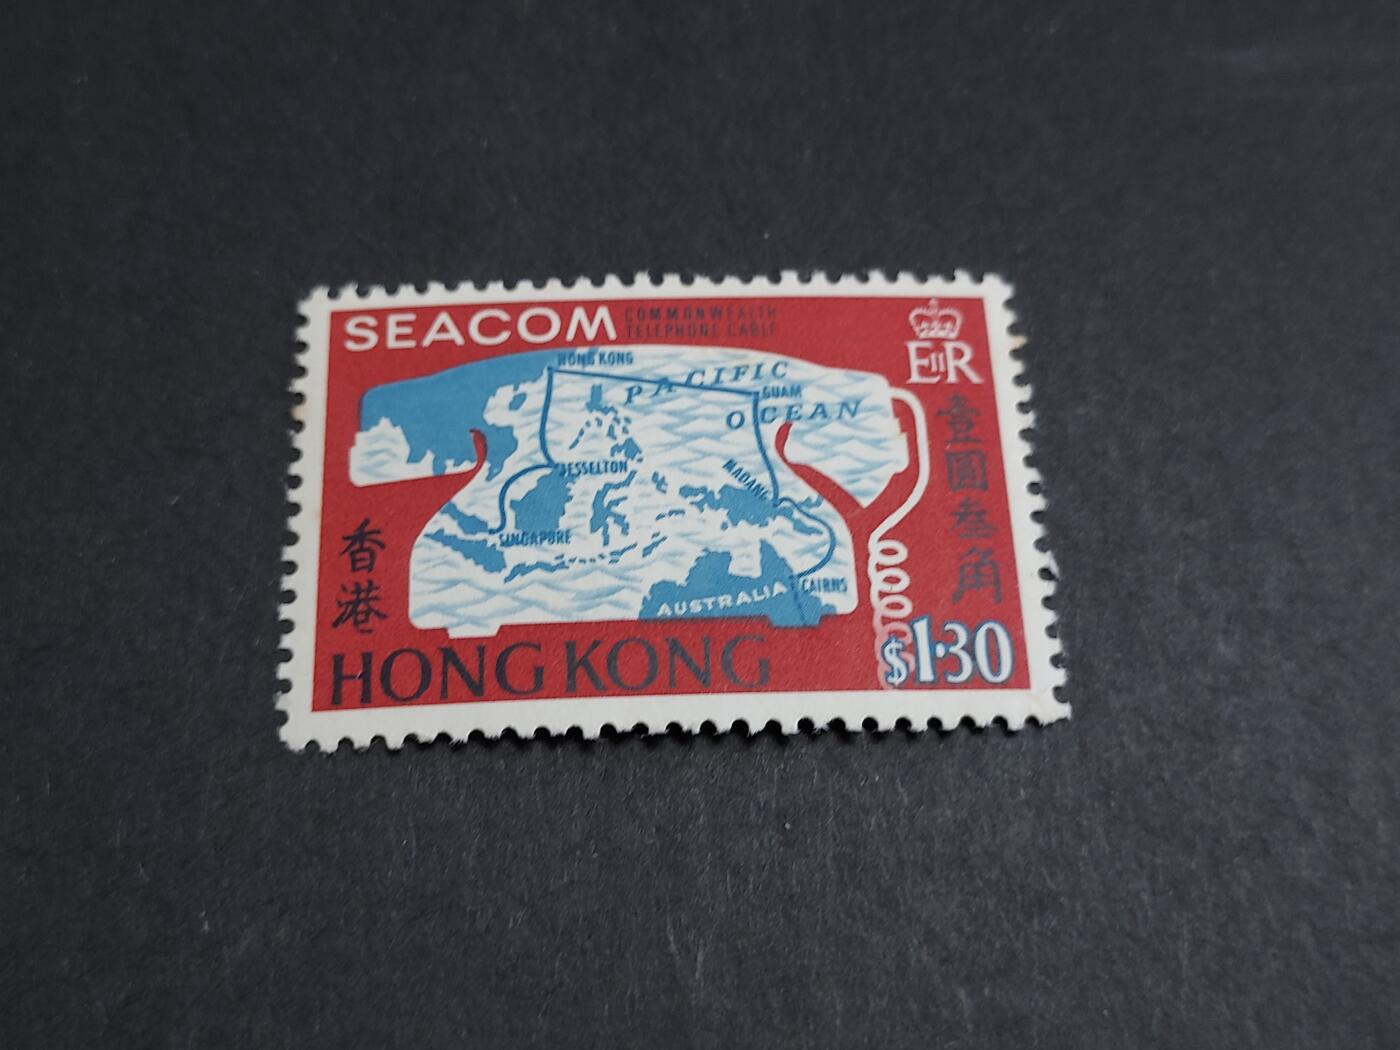 SEACOM
COMMONWEALTH
TELEPHONE CABLE
EIIR
HONG KONG
PACIFIC
OCEAN
GUAM
JESSELTON
MADANG
SINGAPORE
CAIRNS
AUSTRALIA
壹圓叁角
香港
HONG KONG
$1·30